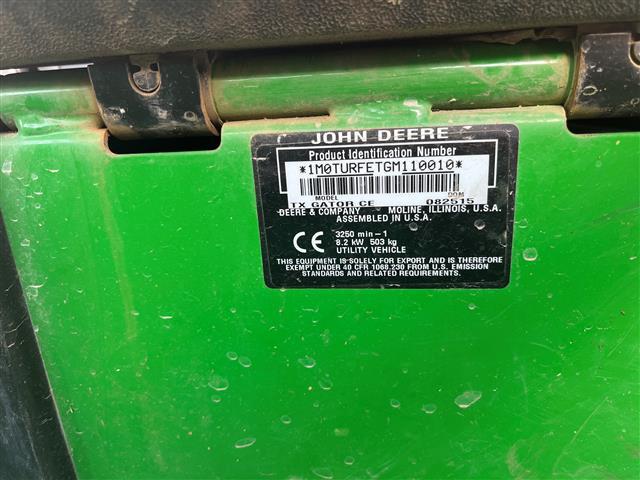 JOHN DEERE
Product Identification Number
*1M0TURFETGM110010*
MODEL DOM
TX GATOR CE 082515
DEERE & COMPANY MOLINE, ILLINOIS, U.S.A.
ASSEMBLED IN U.S.A.
CE
3250 min-1
8.2 kW 503 kg
UTILITY VEHICLE
THIS EQUIPMENT IS SOLELY FOR EXPORT AND IS THEREFORE
EXEMPT UNDER 40 CFR 1068.230 FROM U.S. EMISSION
STANDARDS AND RELATED REQUIREMENTS.